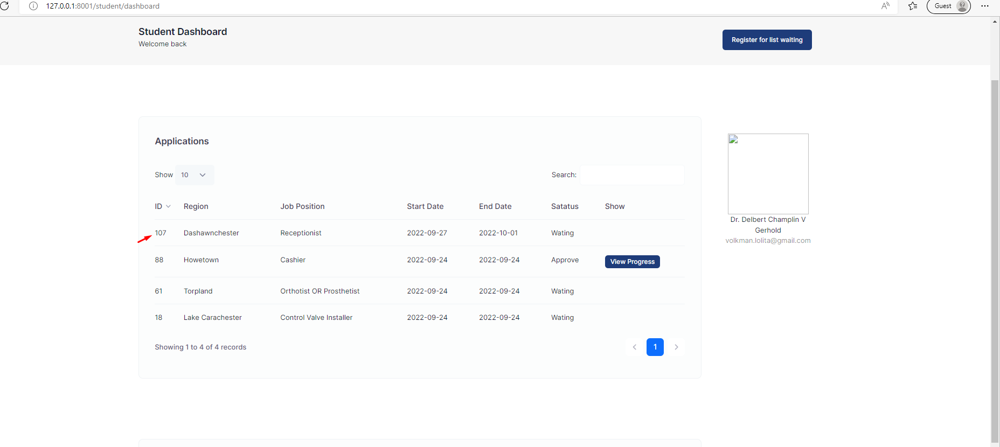 127.0.0.1:8001/student/dashboard
Guest
Student Dashboard
Welcome back
Register for list waiting
Applications
Show 10
Search:
ID Region Job Position Start Date End Date Satatus Show
107 Dashawnchester Receptionist 2022-09-27 2022-10-01 Wating
88 Howetown Cashier 2022-09-24 2022-09-24 Approve View Progress
61 Torpland Orthotist OR Prosthetist 2022-09-24 2022-09-24 Wating
18 Lake Carachester Control Valve Installer 2022-09-24 2022-09-24 Wating
Showing 1 to 4 of 4 records
1
Dr. Delbert Champlin V
Gerhold
volkman.lolita@gmail.com